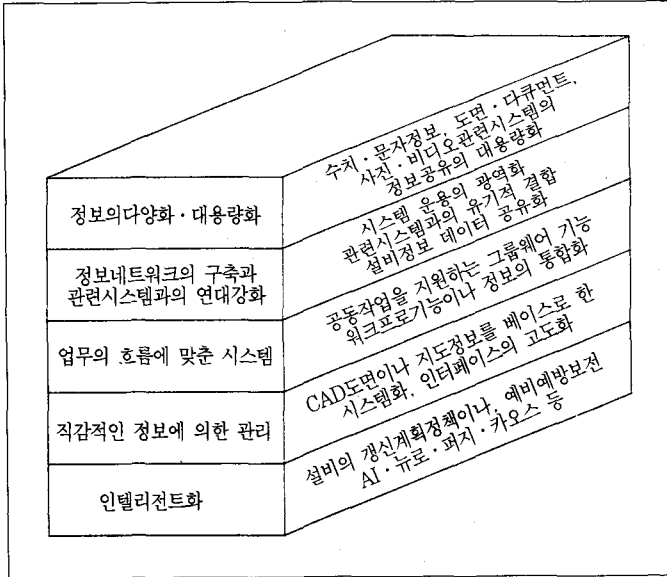 정보의다양화·대용량화
수치·문자정보, 도면·다큐먼트,
사진·비디오관련시스템의
정보공유의 대용량화
정보네트워크의 구축과
관련시스템과의 연대강화
시스템 운용의 광역화
관련시스템과의 유기적 결합
설비정보 데이터 공유화
업무의 흐름에 맞춘 시스템
공동작업을 지원하는 그룹웨어 기능
워크프로기능이나 정보의 통합화
직감적인 정보에 의한 관리
CAD도면이나 지도정보를 베이스로 한
시스템화, 인터페이스의 고도화
인텔리전트화
설비의 갱신계획정책이나, 예비예방보전
AI·뉴로·퍼지·카오스 등